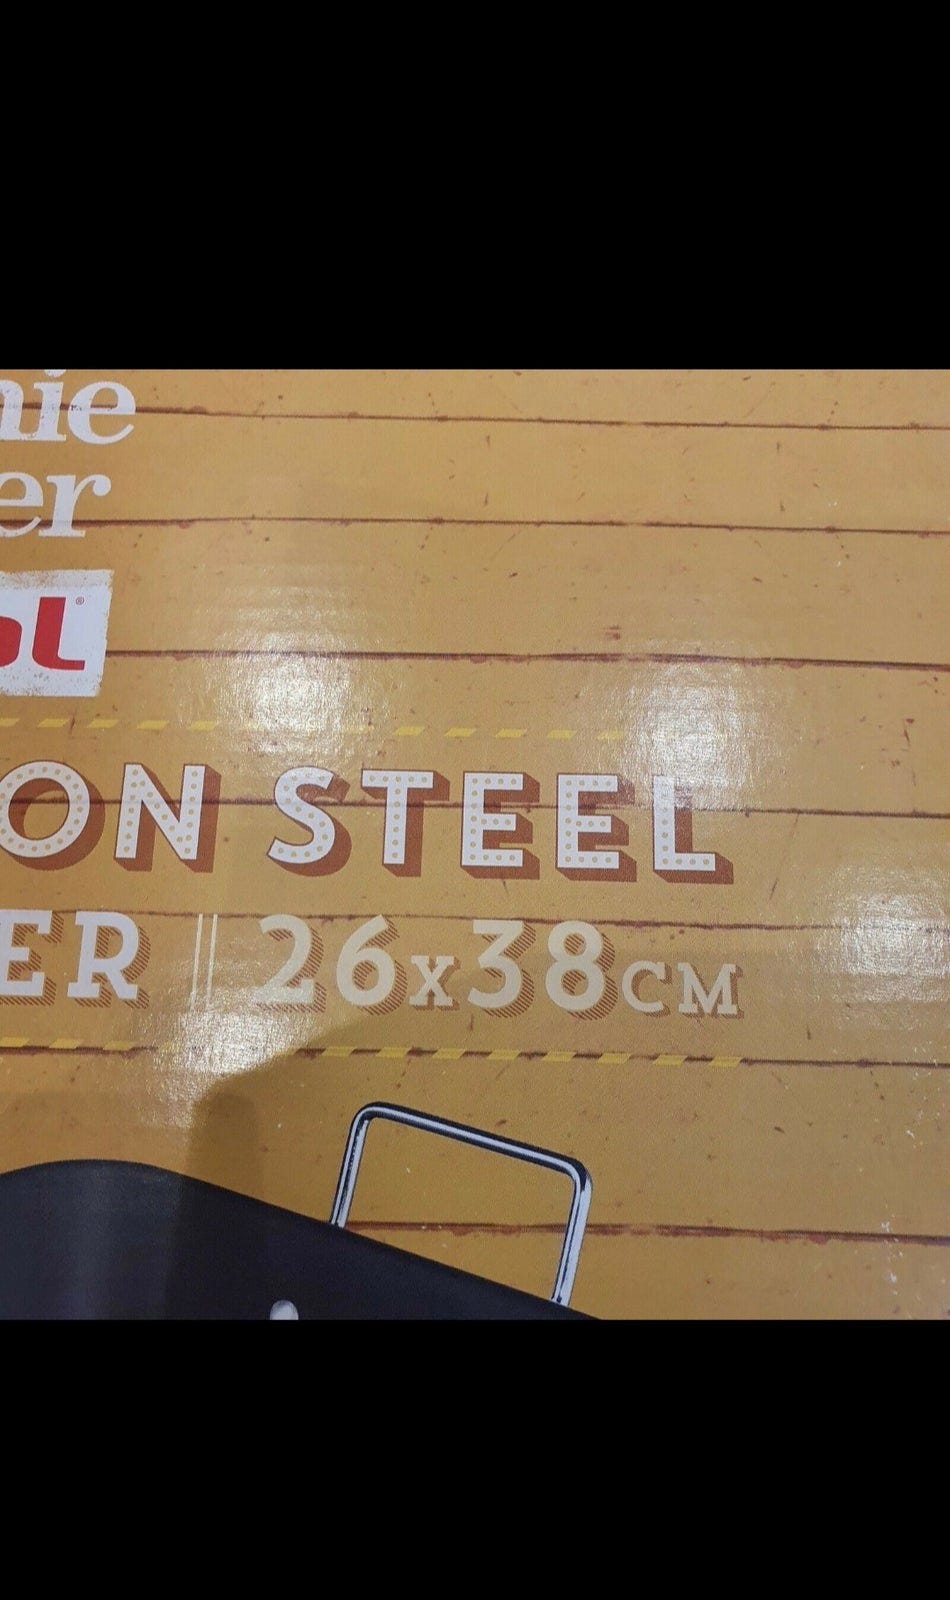 nie
er
l®
ON STEEL
ER || 26x38CM